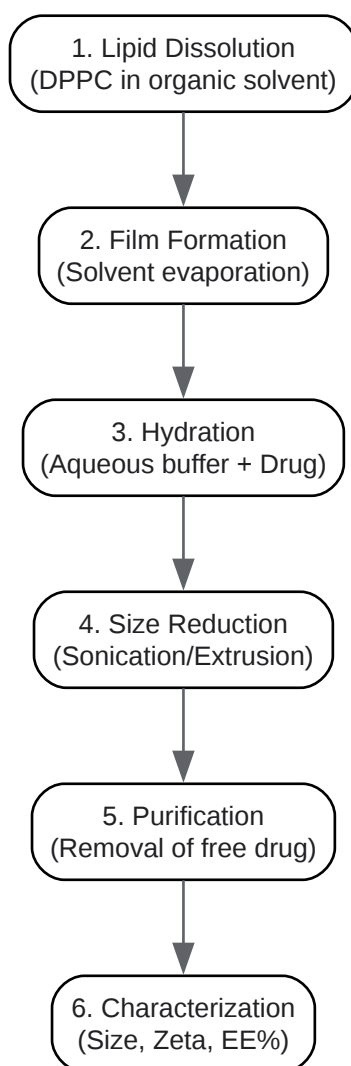 1. Lipid Dissolution
(DPPC in organic solvent)
2. Film Formation
(Solvent evaporation)
3. Hydration
(Aqueous buffer + Drug)
4. Size Reduction
(Sonication/Extrusion)
5. Purification
(Removal of free drug)
6. Characterization
(Size, Zeta, EE%)